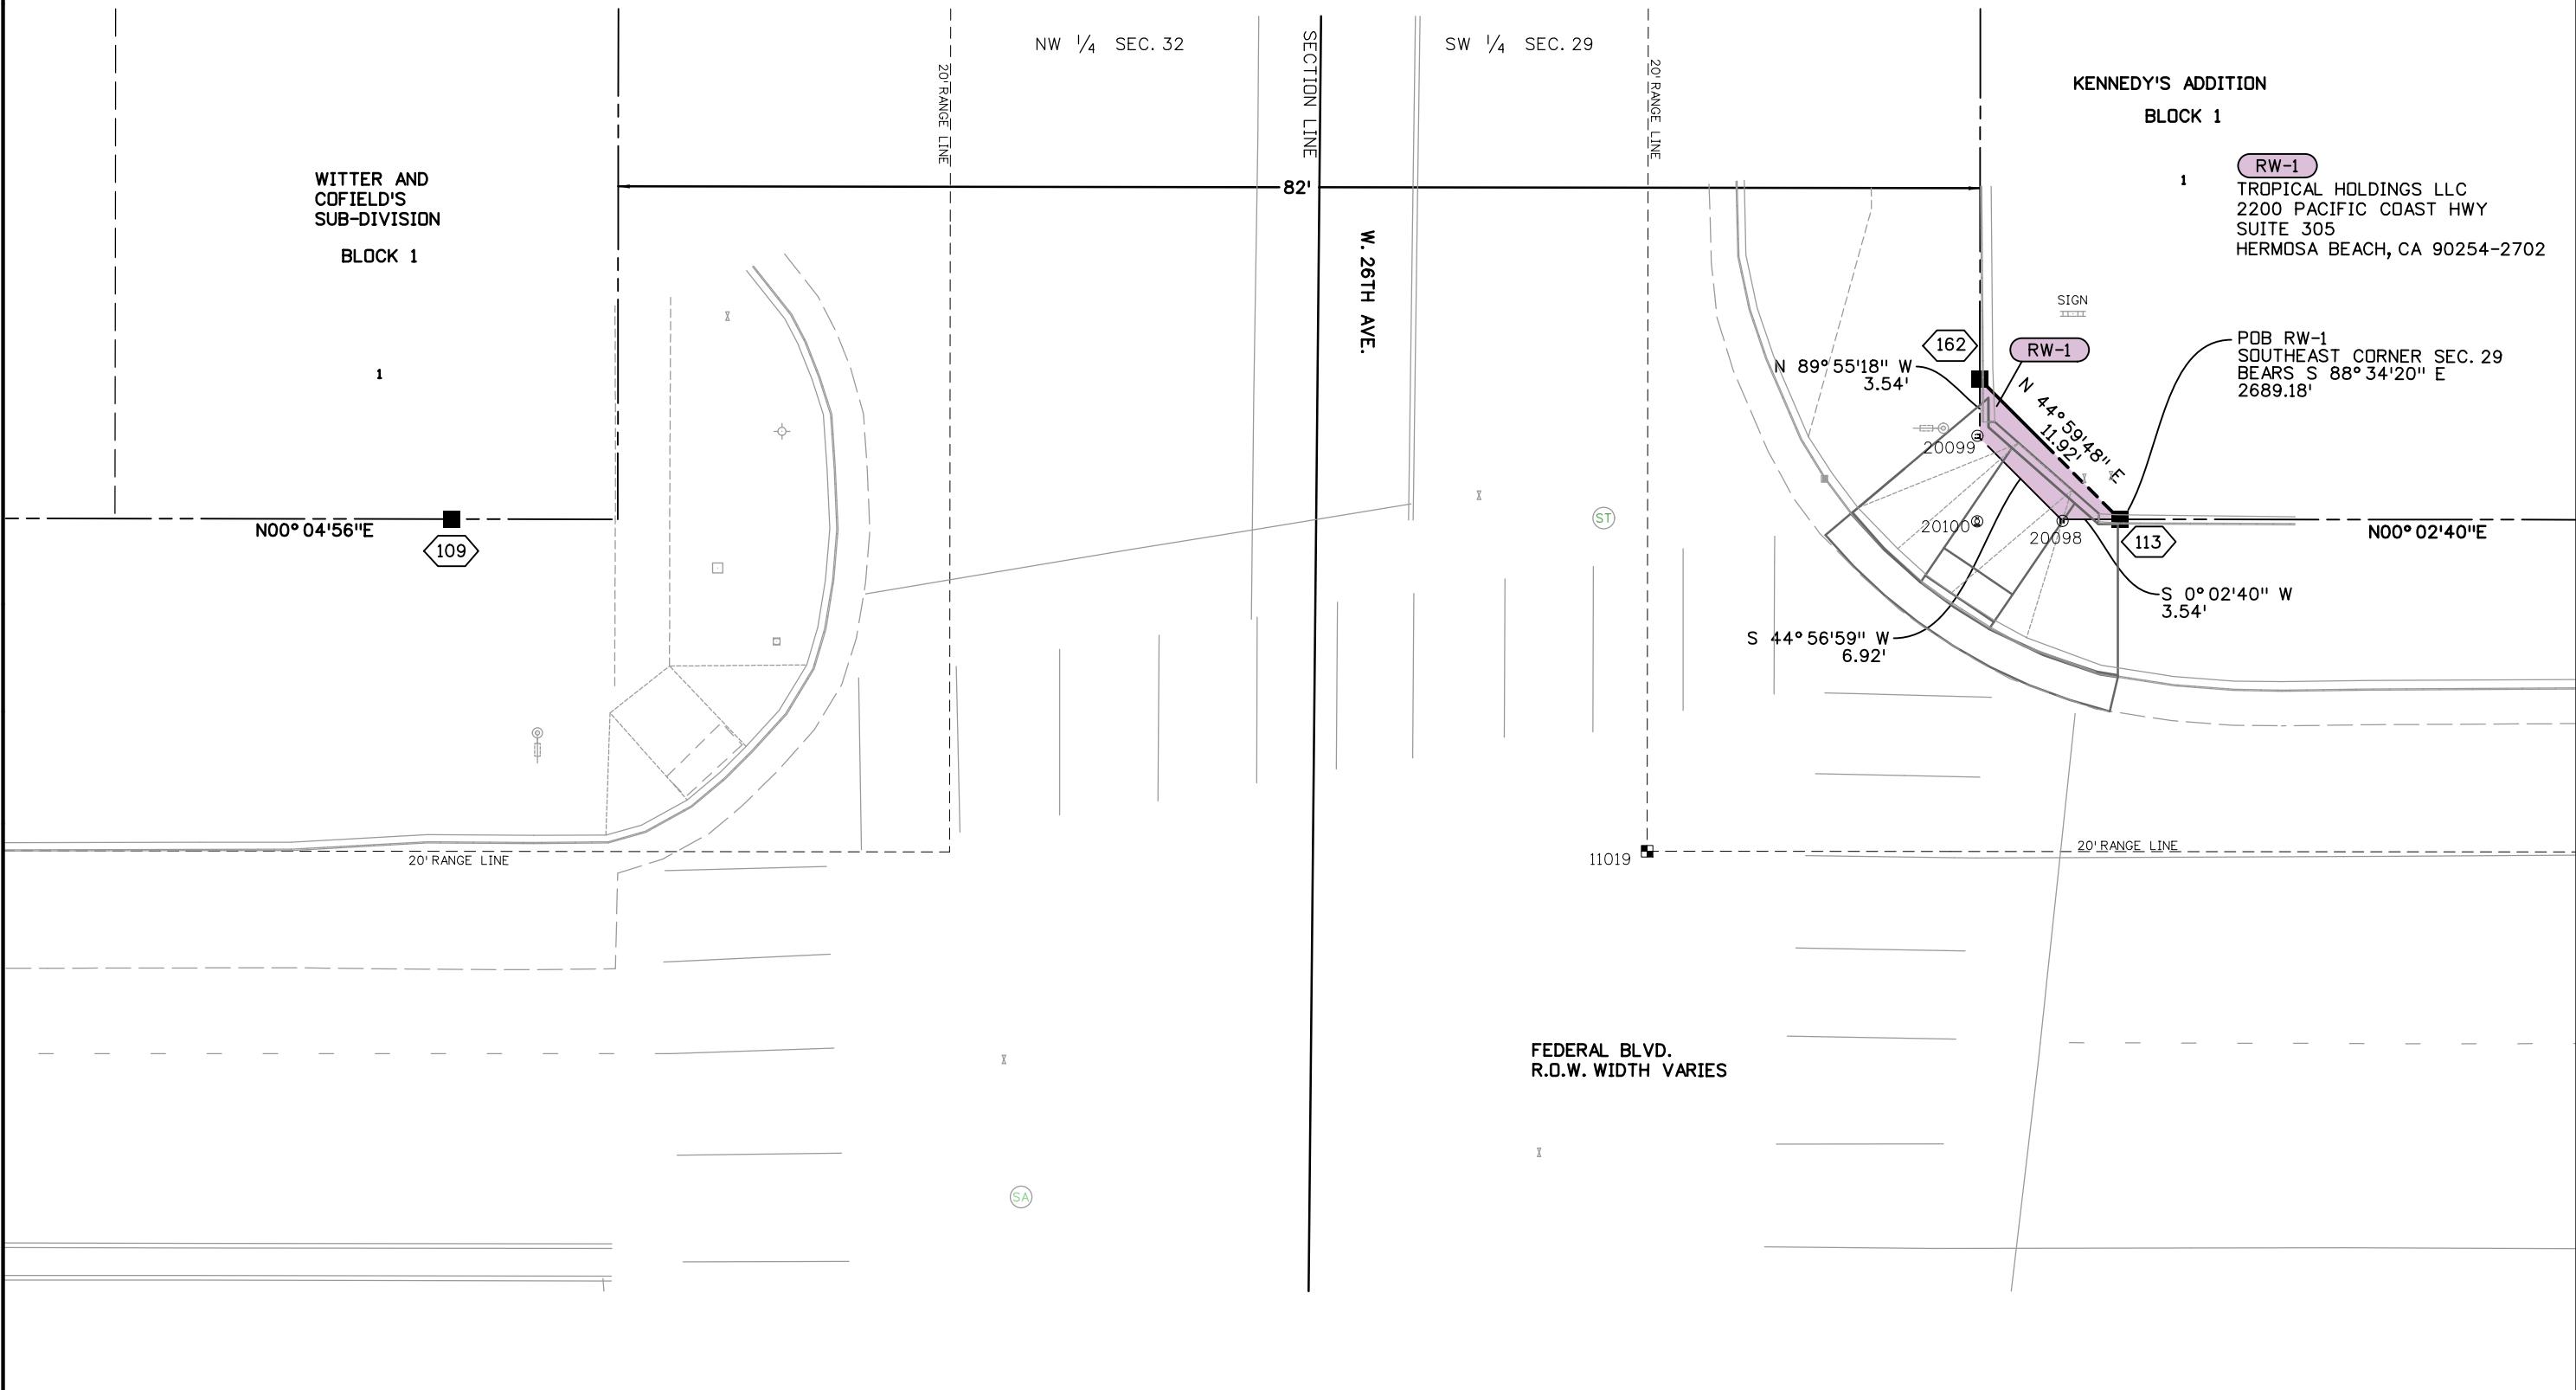 NW 1/4 SEC. 32
SECTION LINE
SW 1/4 SEC. 29
20' RANGE LINE
20' RANGE LINE
KENNEDY'S ADDITION
BLOCK 1
1
RW-1
TROPICAL HOLDINGS LLC
2200 PACIFIC COAST HWY
SUITE 305
HERMOSA BEACH, CA 90254-2702
WITTER AND
COFIELD'S
SUB-DIVISION
BLOCK 1
1
82'
W. 26TH AVE.
SIGN
162
RW-1
N 89°55'18" W
3.54'
POB RW-1
SOUTHEAST CORNER SEC. 29
BEARS S 88°34'20" E
2689.18'
N 44°59'48" E
11.92'
20099
20100
20098
ST
N00°04'56"E
109
113
N00°02'40"E
S 0°02'40" W
3.54'
S 44°56'59" W
6.92'
20' RANGE LINE
11019
20' RANGE LINE
FEDERAL BLVD.
R.O.W. WIDTH VARIES
SA